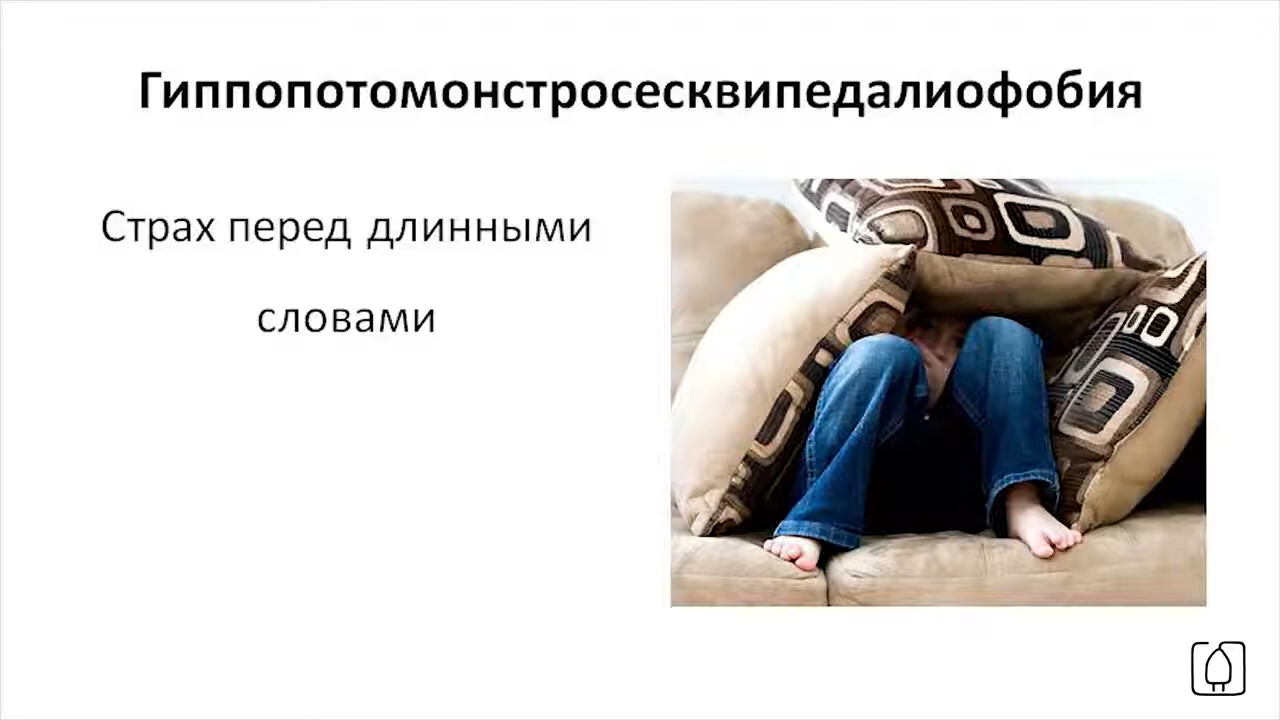 Гиппопотомонстросесквипедалиофобия
Страх перед длинными
словами